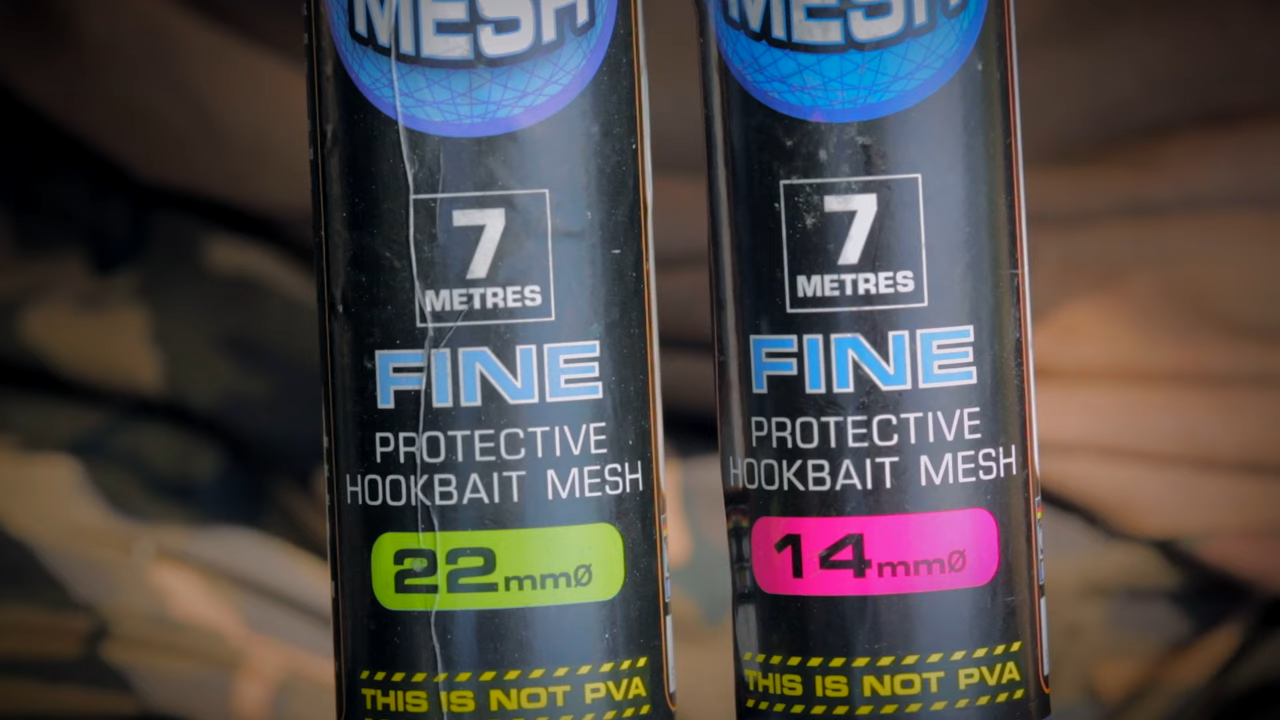 MESH
7
METRES
FINE
PROTECTIVE
HOOKBAIT MESH
22mmØ
THIS IS NOT PVA
MESH
7
METRES
FINE
PROTECTIVE
HOOKBAIT MESH
14mmØ
THIS IS NOT PVA